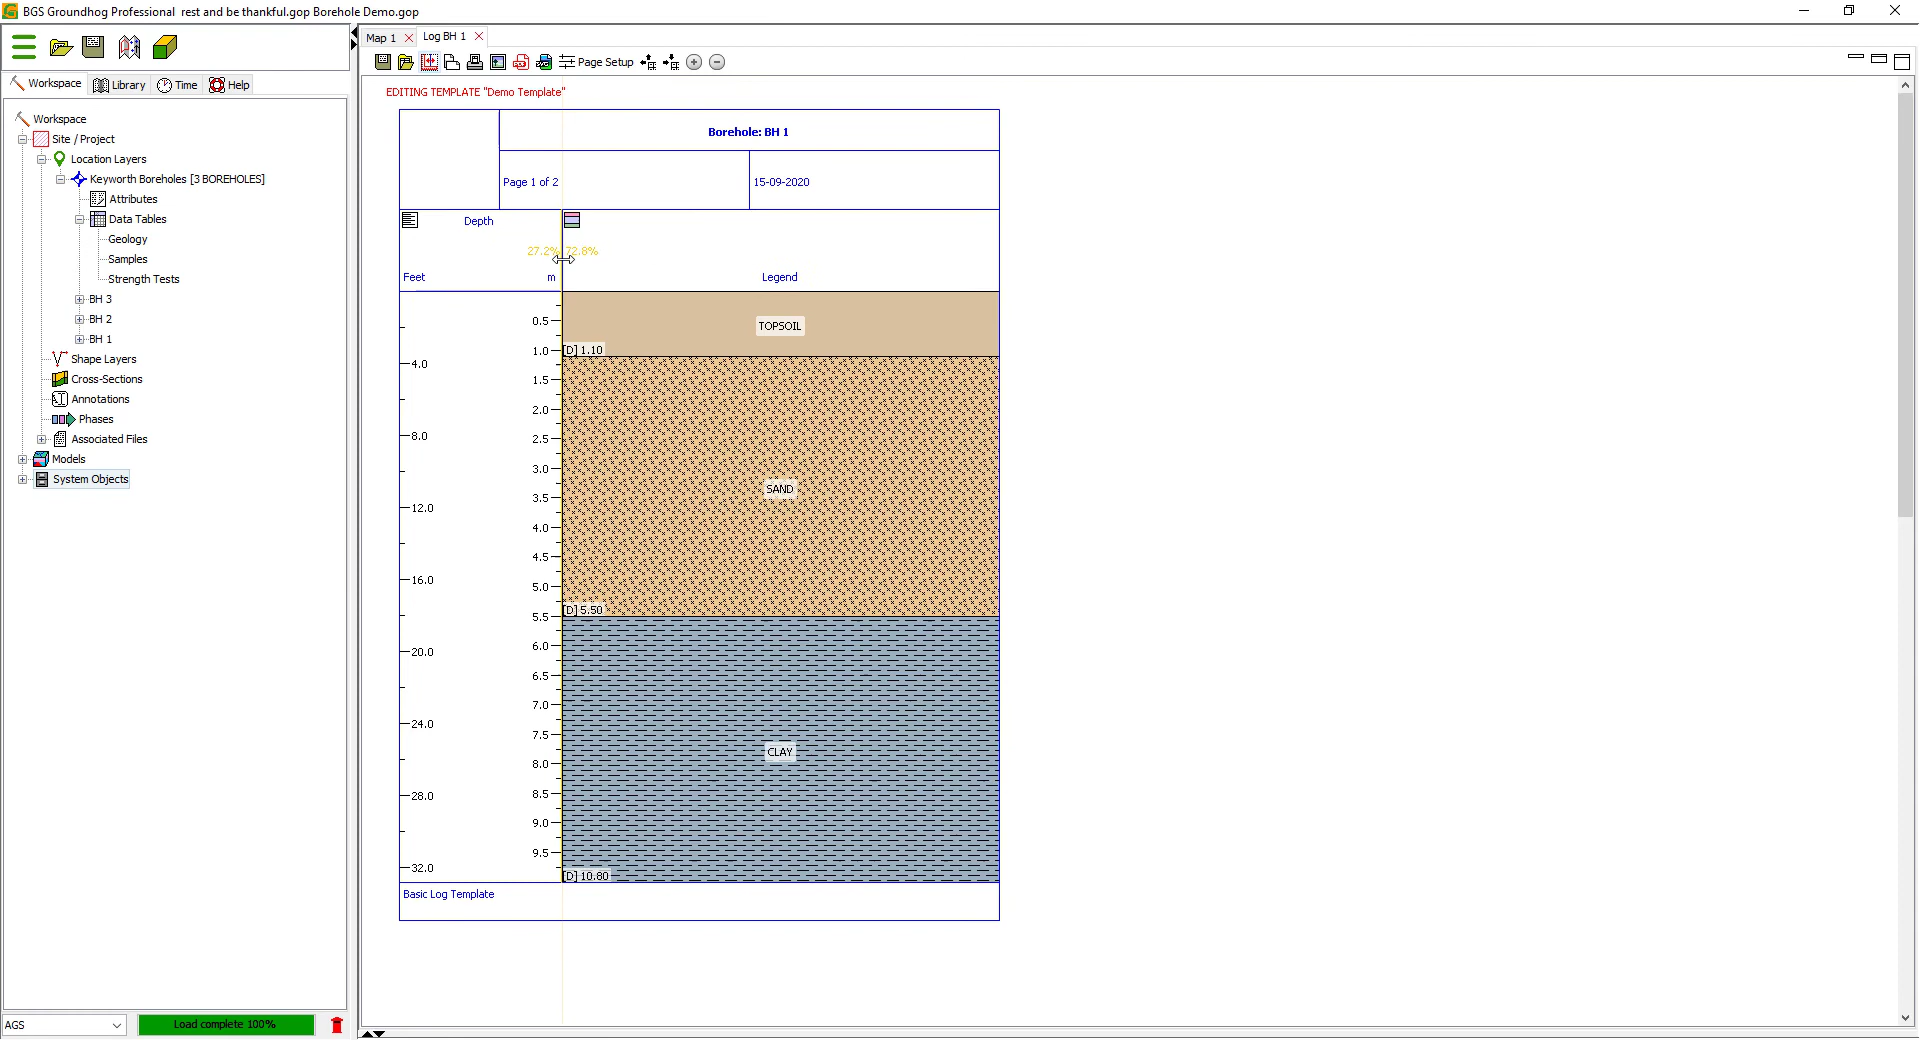 BGS Groundhog Professional  rest and be thankful.gop Borehole Demo.gop
Map 1
Log BH 1
Page Setup
Workspace
Library
Time
Help
EDITING TEMPLATE "Demo Template"
Workspace
Site / Project
Location Layers
Keyworth Boreholes [3 BOREHOLES]
Attributes
Data Tables
Geology
Samples
Strength Tests
BH 3
BH 2
BH 1
Shape Layers
Cross-Sections
Annotations
Phases
Associated Files
Models
System Objects
AGS
Load complete 100%
Borehole: BH 1
Page 1 of 2
15-09-2020
Depth
27.2%
72.8%
Feet
m
Legend
4.0
8.0
12.0
16.0
20.0
24.0
28.0
32.0
0.5
1.0
1.5
2.0
2.5
3.0
3.5
4.0
4.5
5.0
5.5
6.0
6.5
7.0
7.5
8.0
8.5
9.0
9.5
TOPSOIL
[D] 1.10
SAND
[D] 5.50
CLAY
[D] 10.80
Basic Log Template